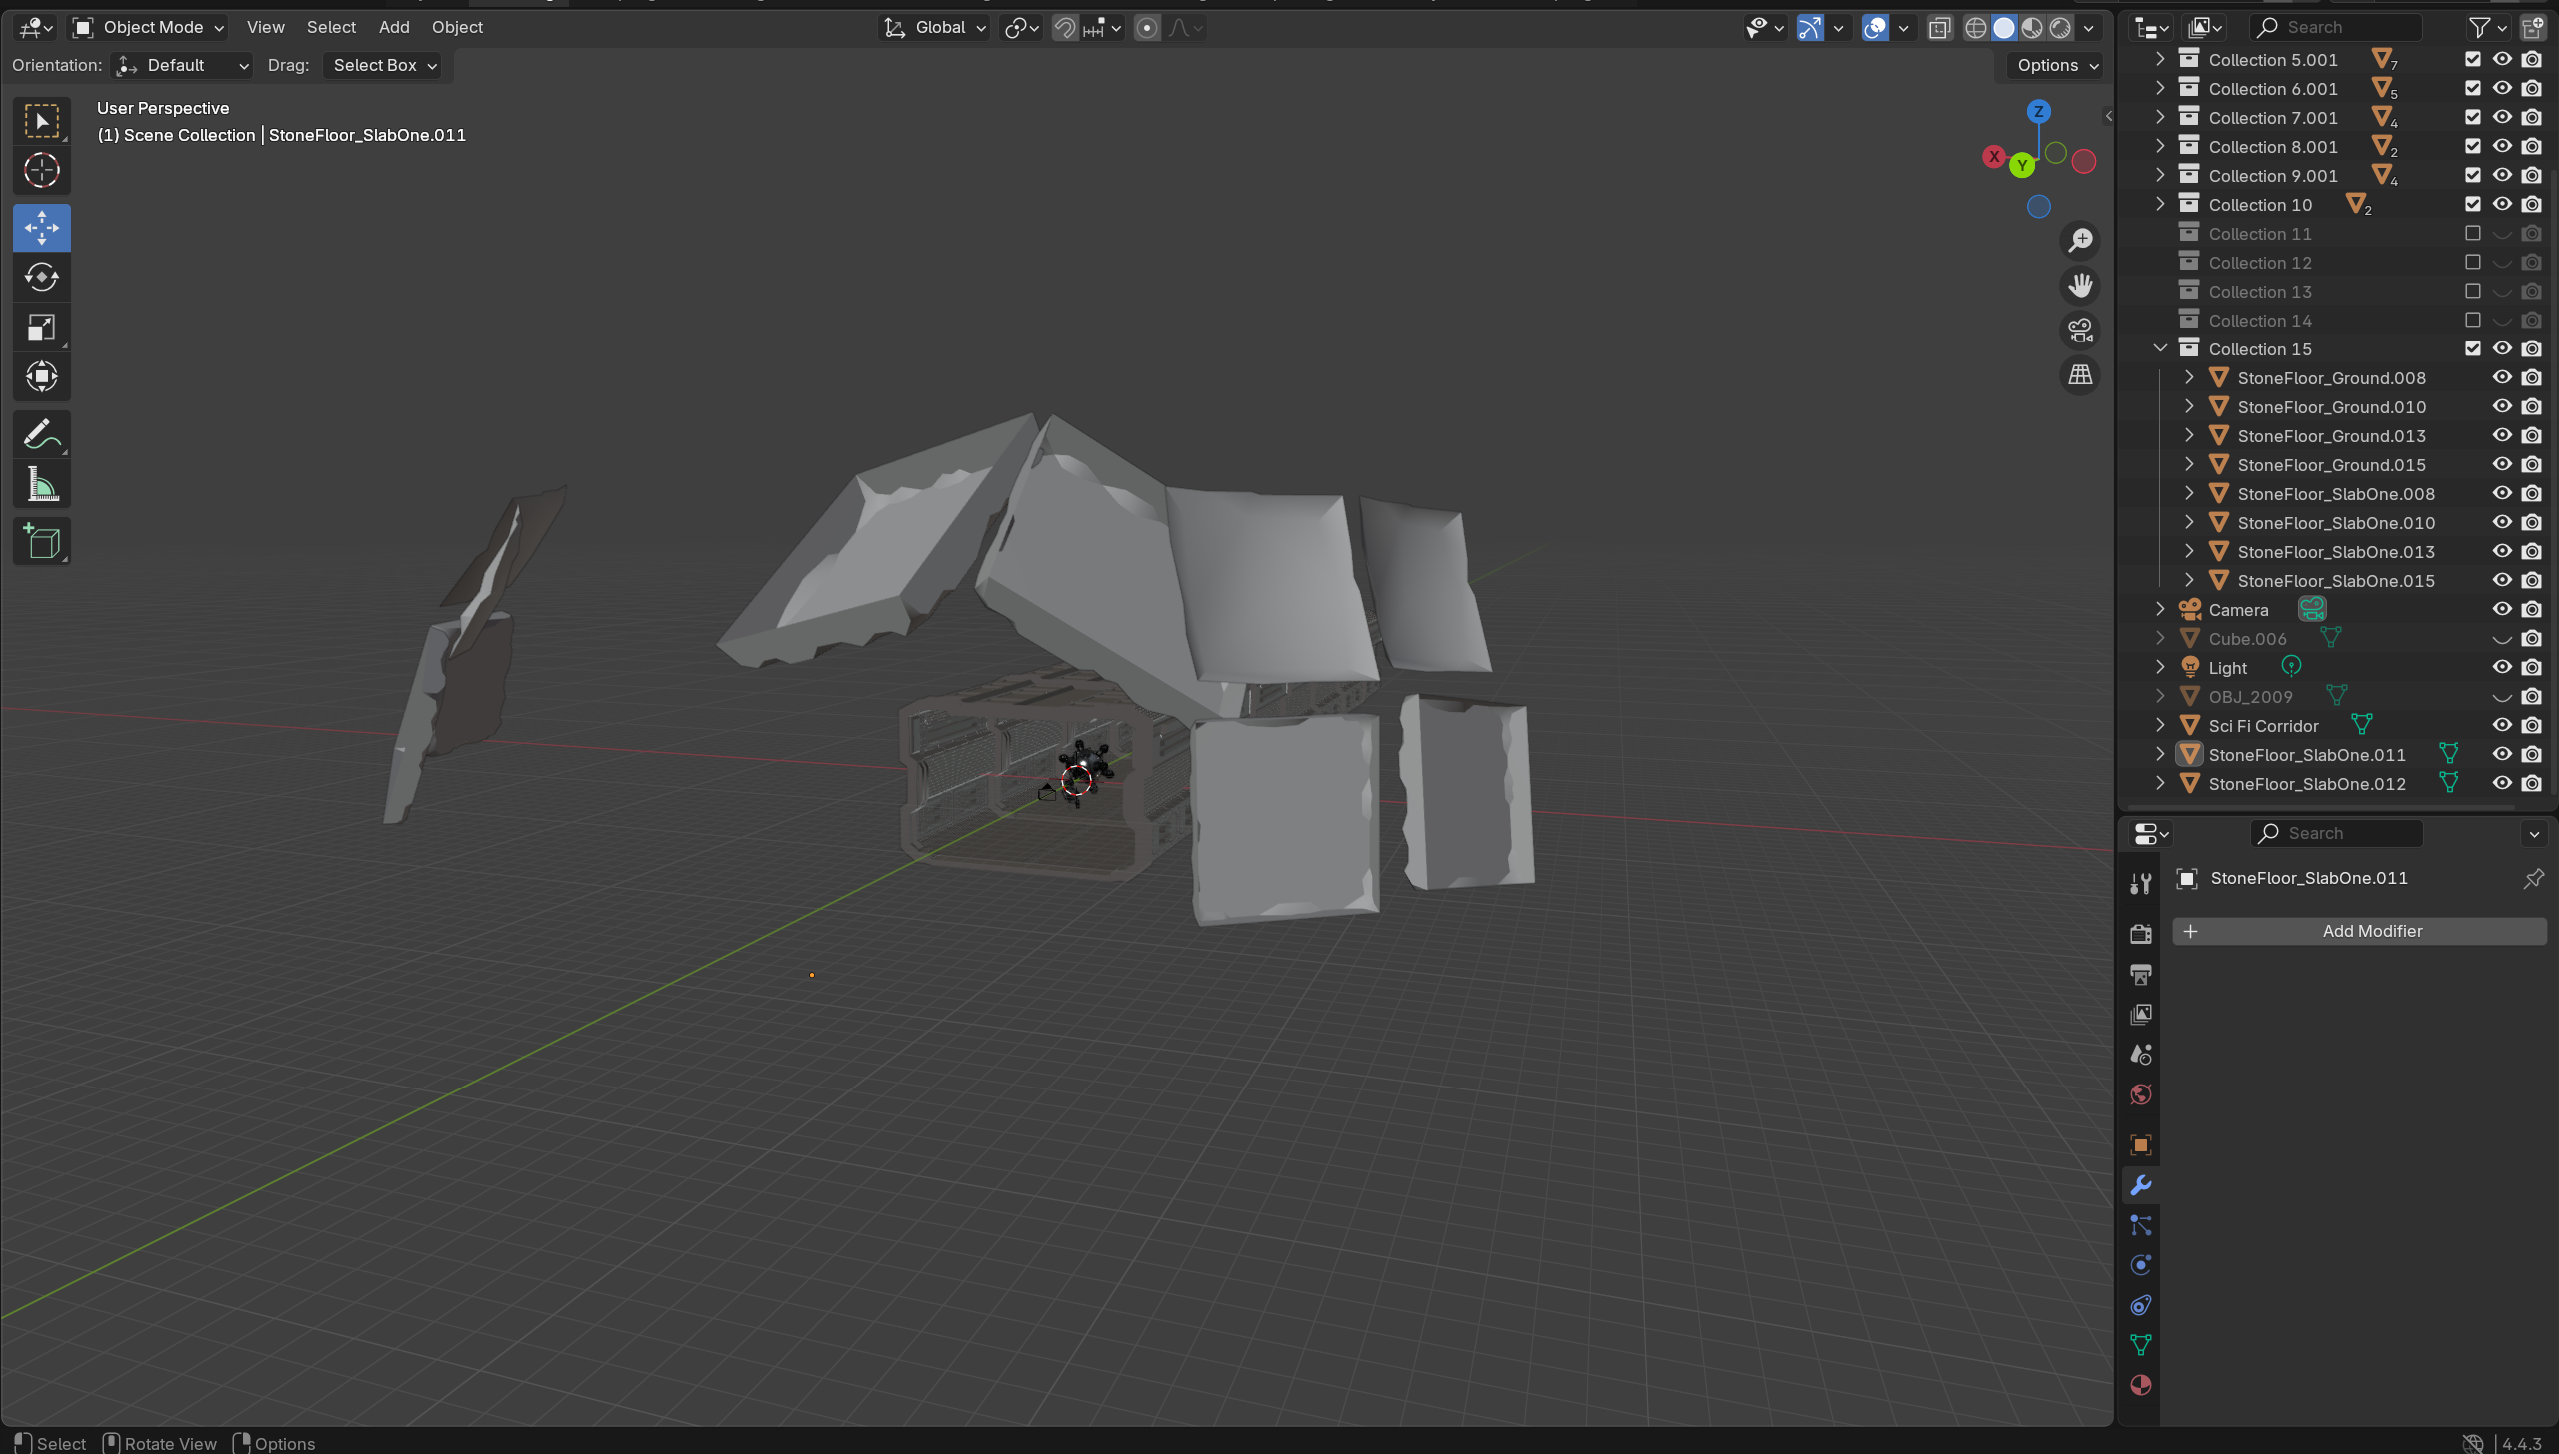 Object Mode View Select Add Object Global Search
Orientation: Default Drag: Select Box Options
User Perspective
(1) Scene Collection | StoneFloor_SlabOne.011
Z
X
Y
Collection 5.001 7
Collection 6.001 5
Collection 7.001 4
Collection 8.001 2
Collection 9.001 4
Collection 10 2
Collection 11
Collection 12
Collection 13
Collection 14
Collection 15
StoneFloor_Ground.008
StoneFloor_Ground.010
StoneFloor_Ground.013
StoneFloor_Ground.015
StoneFloor_SlabOne.008
StoneFloor_SlabOne.010
StoneFloor_SlabOne.013
StoneFloor_SlabOne.015
Camera
Cube.006
Light
OBJ_2009
Sci Fi Corridor
StoneFloor_SlabOne.011
StoneFloor_SlabOne.012
Search
StoneFloor_SlabOne.011
Add Modifier
Select Rotate View Options 4.4.3